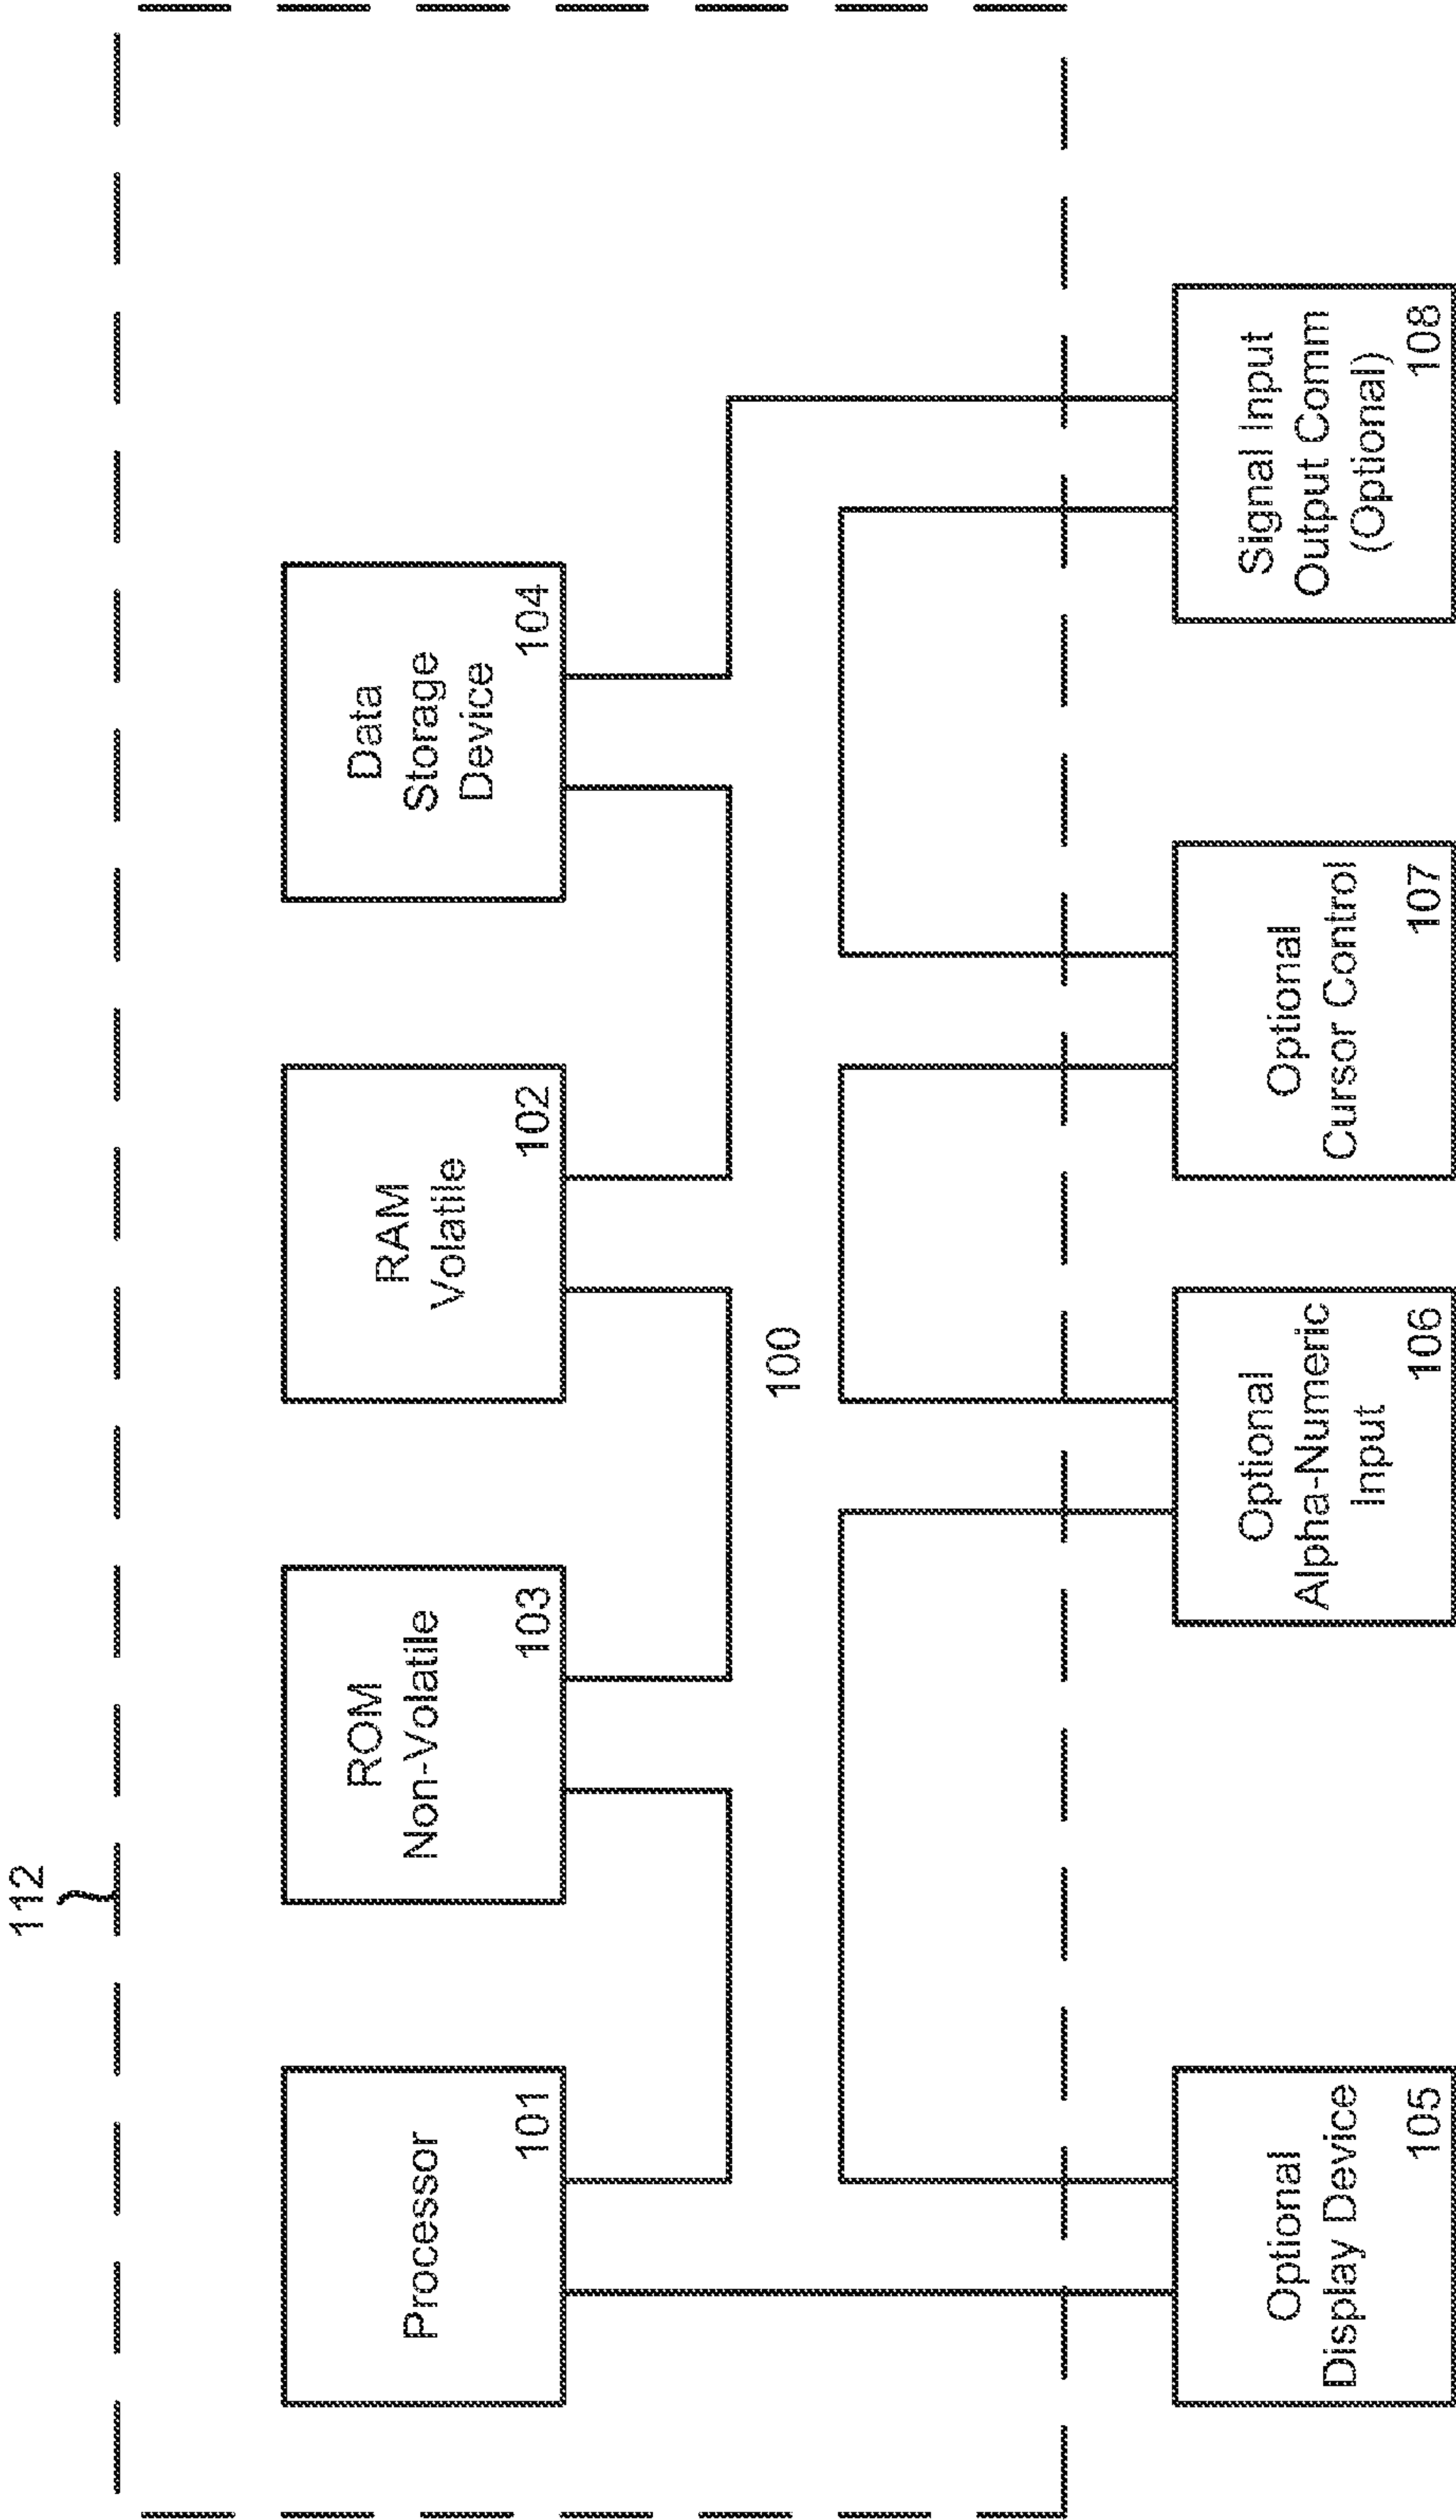 112
Processor
101
ROM
Non-Volatile
103
RAM
Volatile
102
Data
Storage
Device
104
100
Optional
Display Device
105
Optional
Alpha-Numeric
Input
106
Optional
Cursor Control
107
Signal Input
Output Comm
(Optional)
108